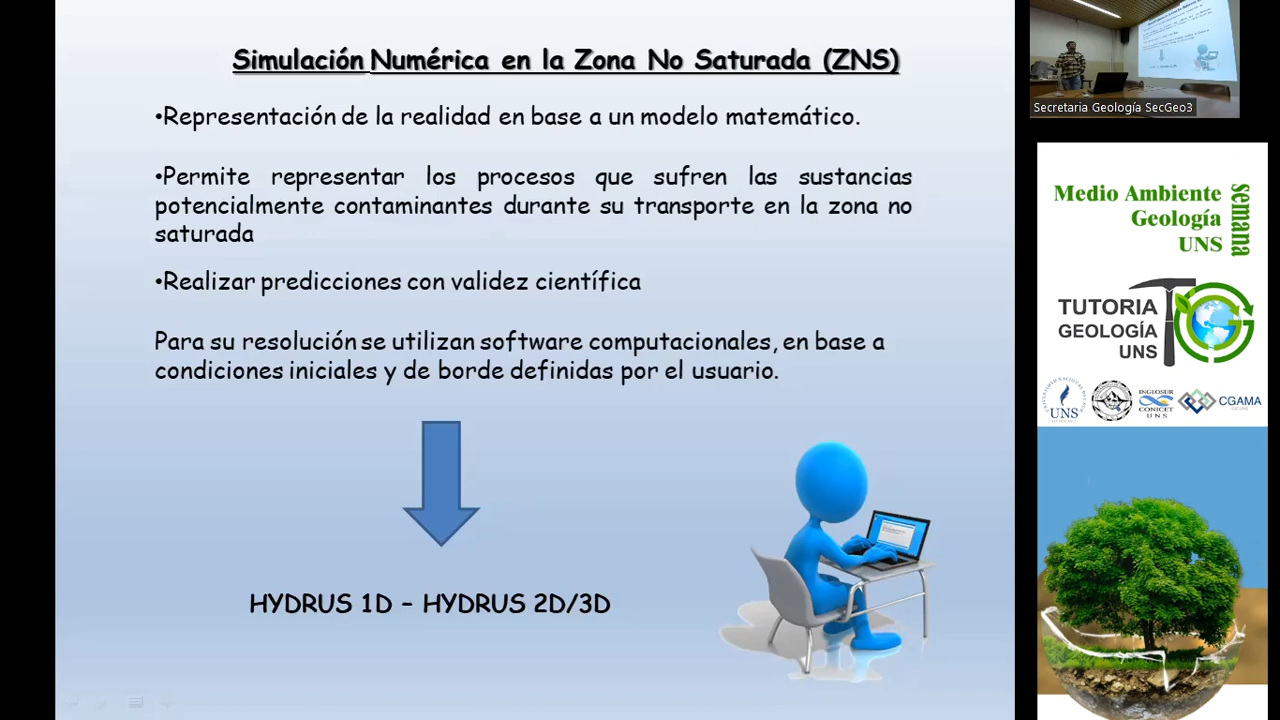 Simulación Numérica en la Zona No Saturada (ZNS)
•Representación de la realidad en base a un modelo matemático.
•Permite representar los procesos que sufren las sustancias
potencialmente contaminantes durante su transporte en la zona no
saturada
•Realizar predicciones con validez científica
Para su resolución se utilizan software computacionales, en base a
condiciones iniciales y de borde definidas por el usuario.
HYDRUS 1D – HYDRUS 2D/3D
Secretaria Geología SecGeo3
Medio Ambiente
Geología
UNS
semana
TUTORIA
GEOLOGÍA
UNS
UNS
INGEOSUR
CONICET
UNS
CGAMA